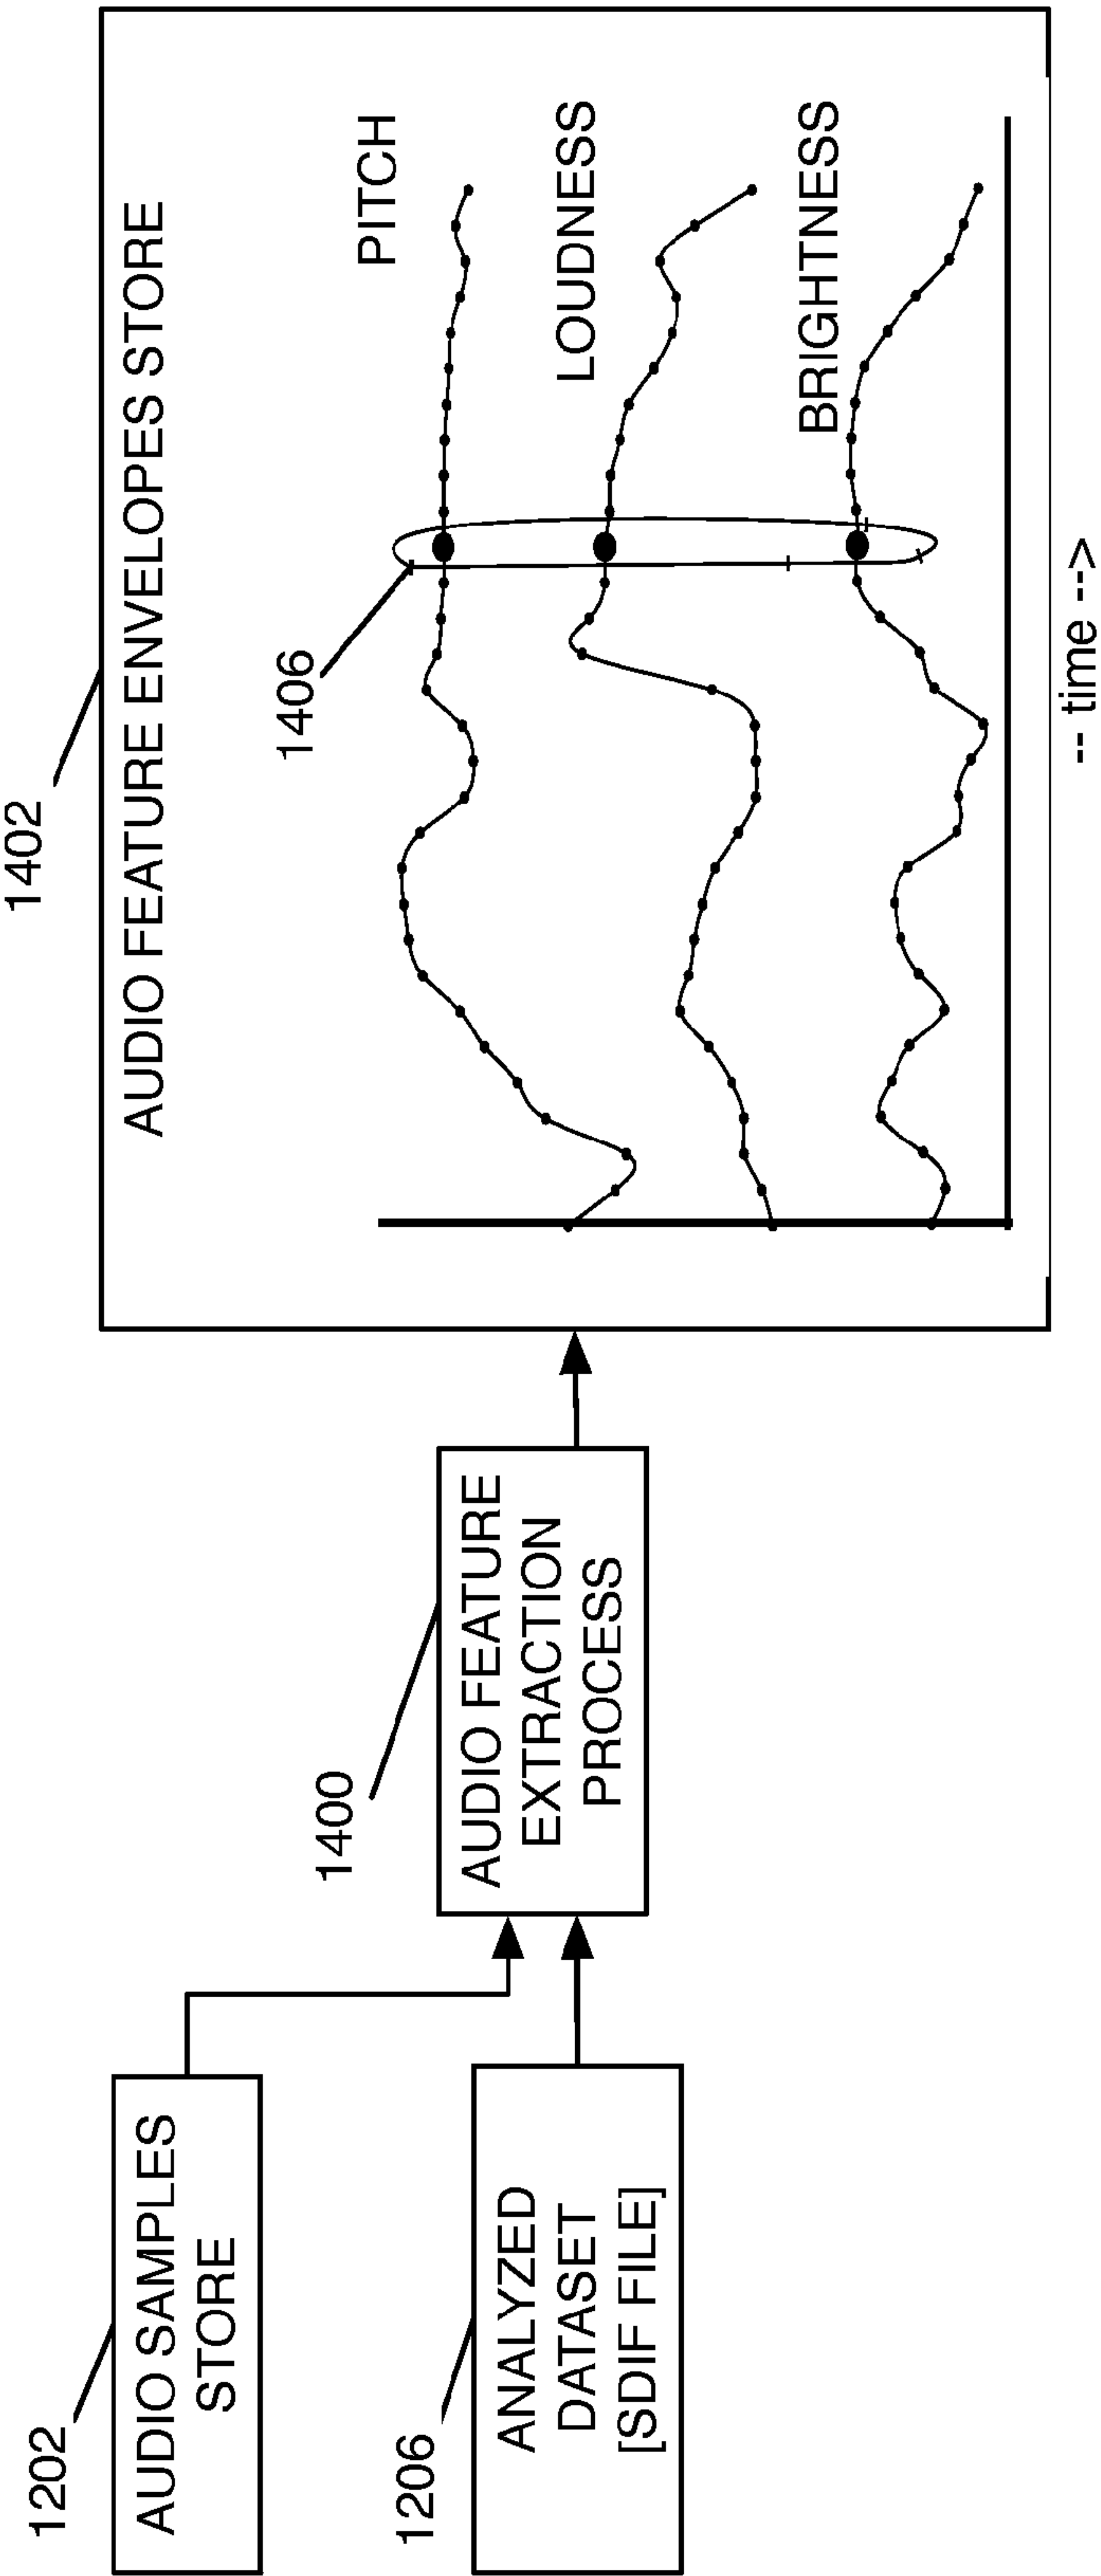 1202
AUDIO SAMPLES
STORE
1206
ANALYZED
DATASET
[SDIF FILE]
1400
AUDIO FEATURE
EXTRACTION
PROCESS
1402
AUDIO FEATURE ENVELOPES STORE
1406
PITCH
LOUDNESS
BRIGHTNESS
-- time -->